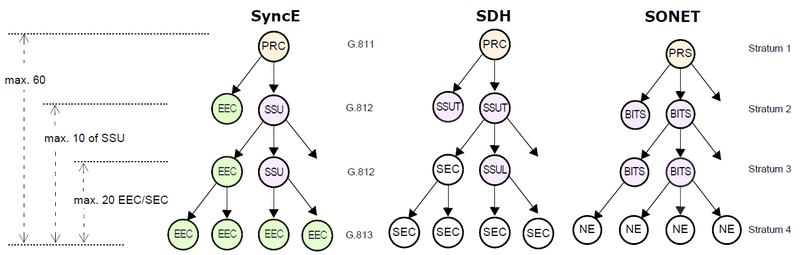 SyncE SDH SONET
PRC G.811 PRC PRS Stratum 1
max. 60
EEC SSU G.812 SSUT SSUT BITS BITS Stratum 2
max. 10 of SSU
EEC SSU G.812 SEC SSUL BITS BITS Stratum 3
max. 20 EEC/SEC
EEC EEC EEC EEC G.813 SEC SEC SEC SEC NE NE NE NE Stratum 4